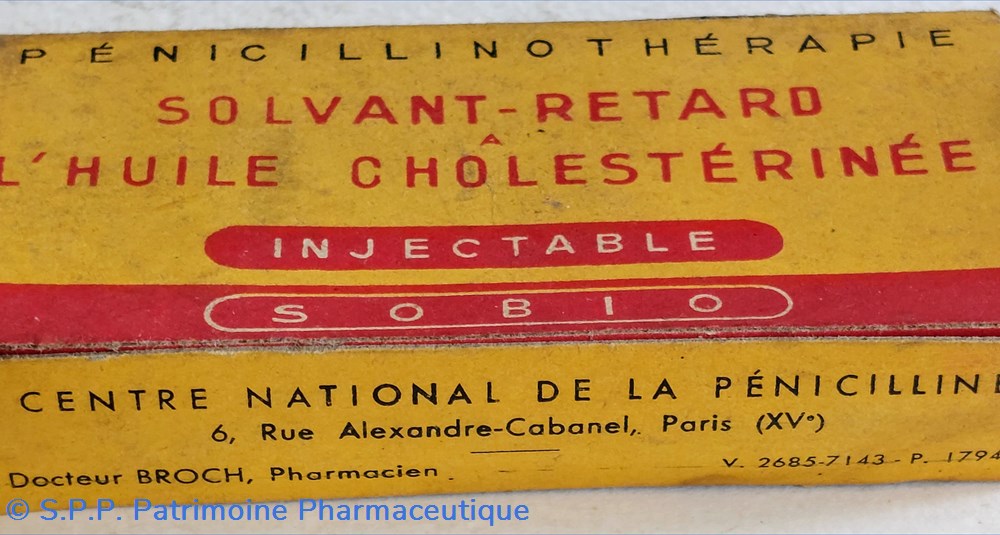 PÉNICILLINOTHÉRAPIE
SOLVANT-RETARD
A
L'HUILE CHOLESTÉRINÉE
INJECTABLE
SOBIO
CENTRE NATIONAL DE LA PÉNICILLINE
6, Rue Alexandre-Cabanel, Paris (XVᵉ)
Docteur BROCH, Pharmacien
V. 2685-7143 - P. 1794
© S.P.P. Patrimoine Pharmaceutique